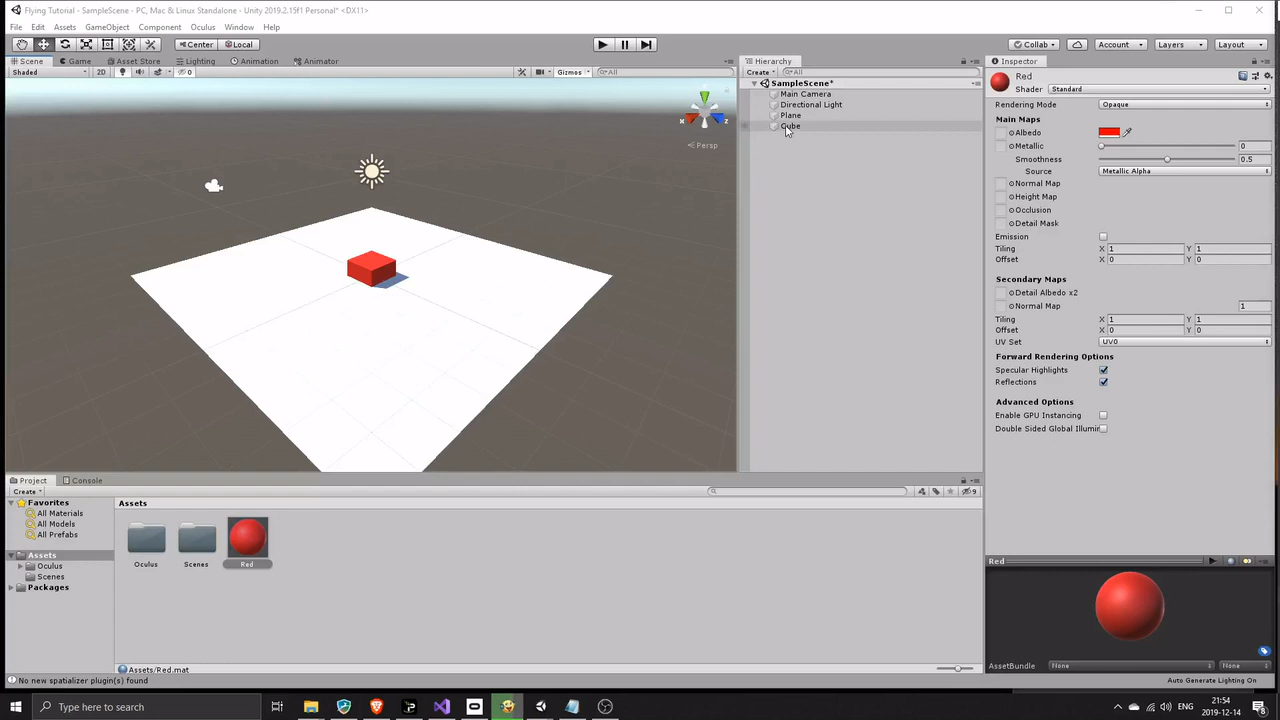 Flying Tutorial - SampleScene - PC, Mac & Linux Standalone - Unity 2019.2.15f1 Personal* <DX11>
File Edit Assets GameObject Component Oculus Window Help
Center Local Collab Account Layers Layout
Scene Game Asset Store Lighting Animation Animator
Shaded 2D 0 Gizmos All
x z
Persp
Hierarchy
Create All
SampleScene*
Main Camera
Directional Light
Plane
Cube
Inspector
Red
Shader Standard
Rendering Mode Opaque
Main Maps
Albedo
Metallic 0
Smoothness 0.5
Source Metallic Alpha
Normal Map
Height Map
Occlusion
Detail Mask
Emission
Tiling X 1 Y 1
Offset X 0 Y 0
Secondary Maps
Detail Albedo x2
Normal Map 1
Tiling X 1 Y 1
Offset X 0 Y 0
UV Set UV0
Forward Rendering Options
Specular Highlights
Reflections
Advanced Options
Enable GPU Instancing
Double Sided Global Illumin
Project Console
Create 9
Favorites
All Materials
All Models
All Prefabs
Assets
Oculus
Scenes
Packages
Assets
Oculus Scenes Red
Assets/Red.mat
Red
AssetBundle None None
No new spatializer plugin(s) found
Auto Generate Lighting On
Type here to search
ENG
21:54
2019-12-14
8